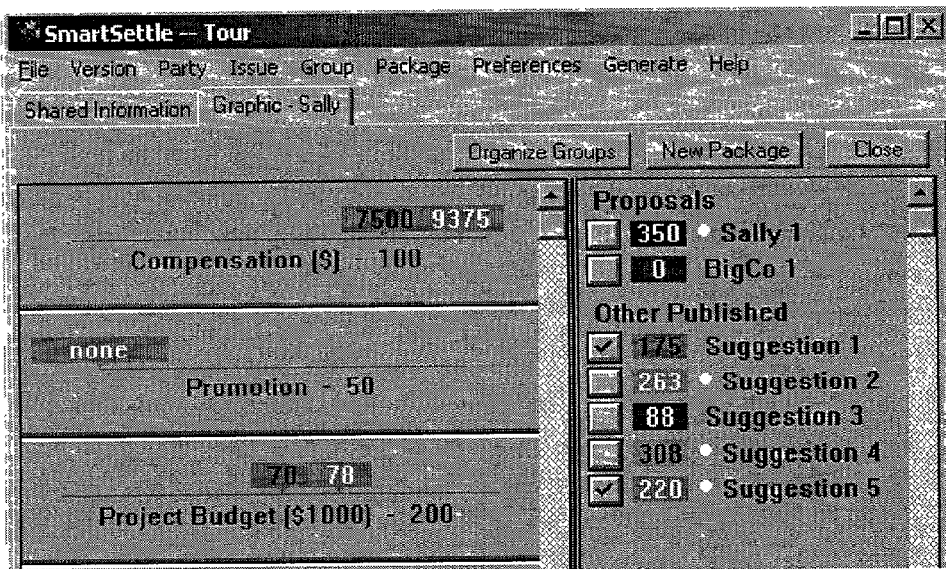 SmartSettle -- Tour
File Version Party Issue Group Package Preferences Generate Help
Shared Information Graphic - Sally
Organize Groups New Package Close
7500 9375
Compensation ($) - 100
none
Promotion - 50
70 78
Project Budget ($1000) - 200
Proposals
350 Sally 1
0 BigCo 1
Other Published
175 Suggestion 1
263 Suggestion 2
88 Suggestion 3
308 Suggestion 4
220 Suggestion 5